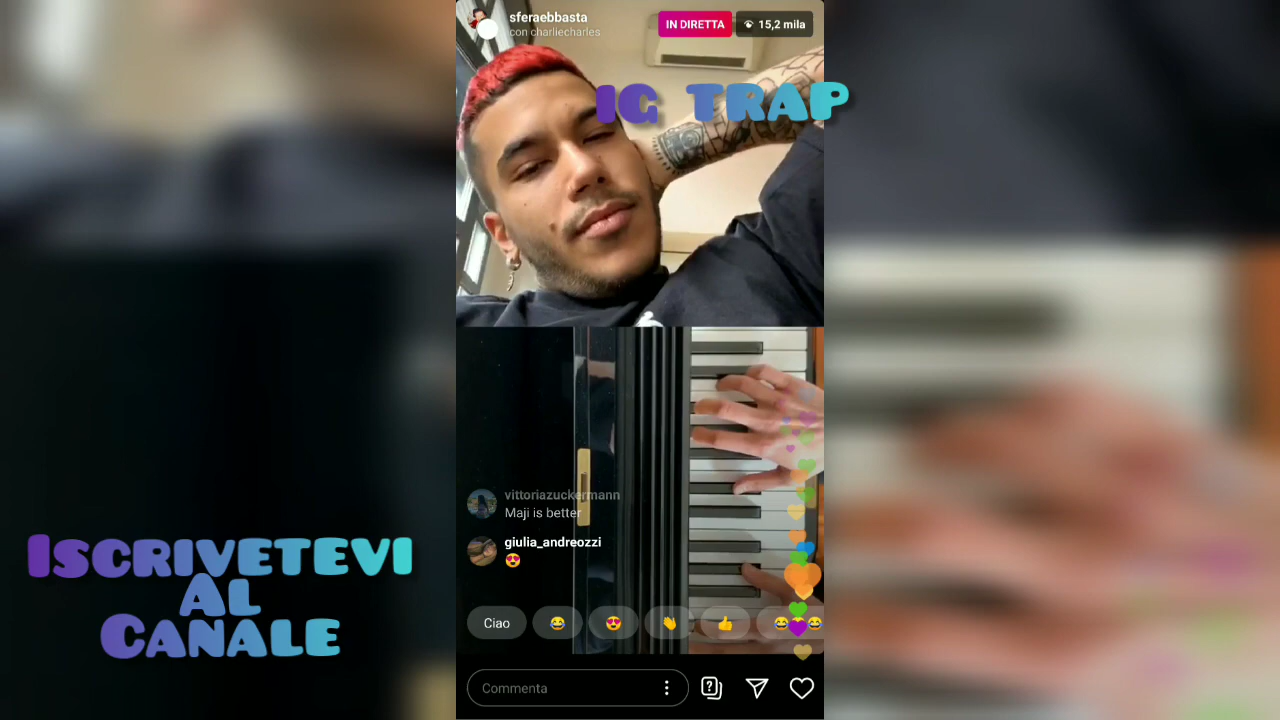 sferaebbasta
con charliecharles
IN DIRETTA
15,2 mila
IG TRAP
vittoriazuckermann
Maji is better
giulia_andreozzi
😍
Iscrivetevi
al
Canale
Ciao 😂 😍 👏 👍 😂 😂
Commenta